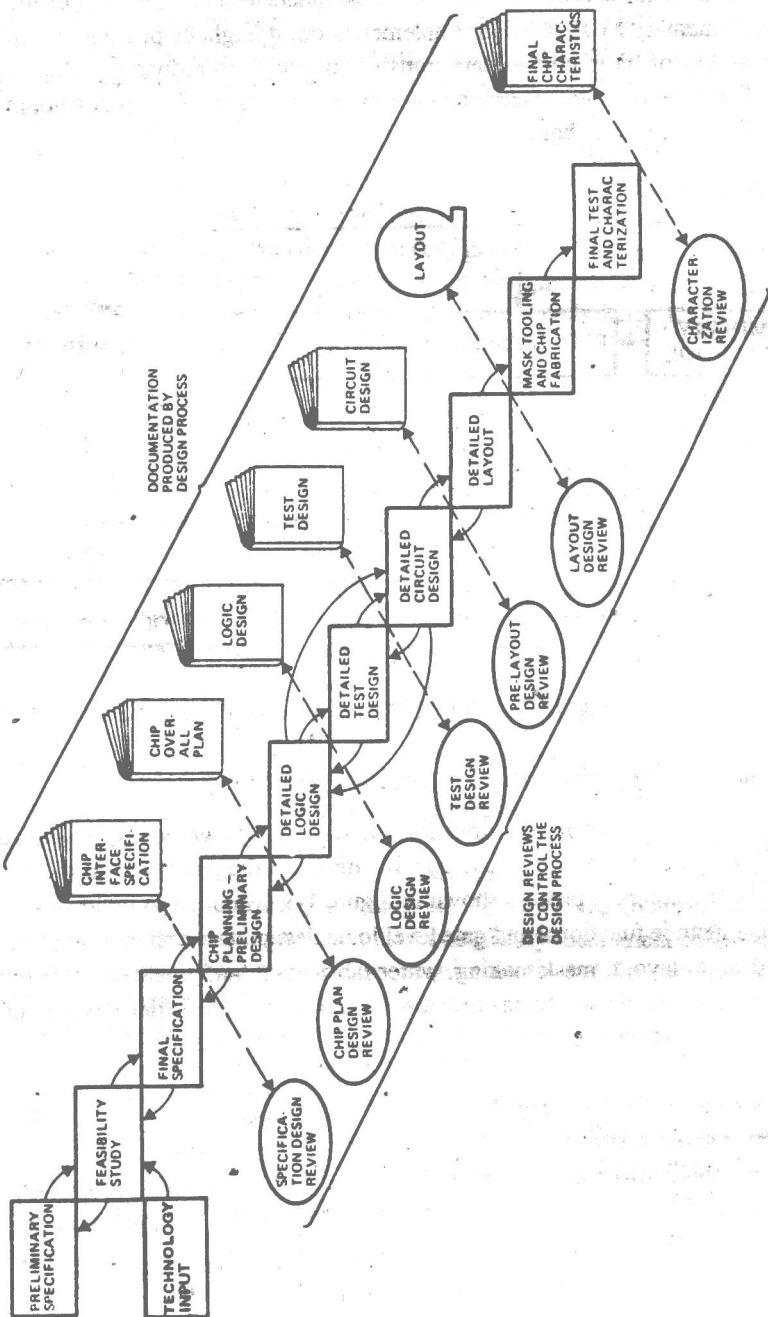 PRELIMINARY
SPECIFICATION
TECHNOLOGY
INPUT
FEASIBILITY
STUDY
FINAL
SPECIFICATION
CHIP
PLANNING –
PRELIMINARY
DESIGN
DETAILED
LOGIC
DESIGN
DETAILED
TEST
DESIGN
DETAILED
CIRCUIT
DESIGN
DETAILED
LAYOUT
MASK TOOLING
AND CHIP
FABRICATION
FINAL TEST
AND CHARAC
TERIZATION
DOCUMENTATION
PRODUCED BY
DESIGN PROCESS
CHIP
INTER-
FACE
SPECIFI-
CATION
CHIP
OVER-
ALL
PLAN
LOGIC
DESIGN
TEST
DESIGN
CIRCUIT
DESIGN
LAYOUT
FINAL
CHIP
CHARAC-
TERISTICS
SPECIFICA-
TION DESIGN
REVIEW
CHIP PLAN
DESIGN
REVIEW
LOGIC
DESIGN
REVIEW
TEST
DESIGN
REVIEW
PRE-LAYOUT
DESIGN
REVIEW
LAYOUT
DESIGN
REVIEW
CHARACTER-
IZATION
REVIEW
DESIGN REVIEWS
TO CONTROL THE
DESIGN PROCESS